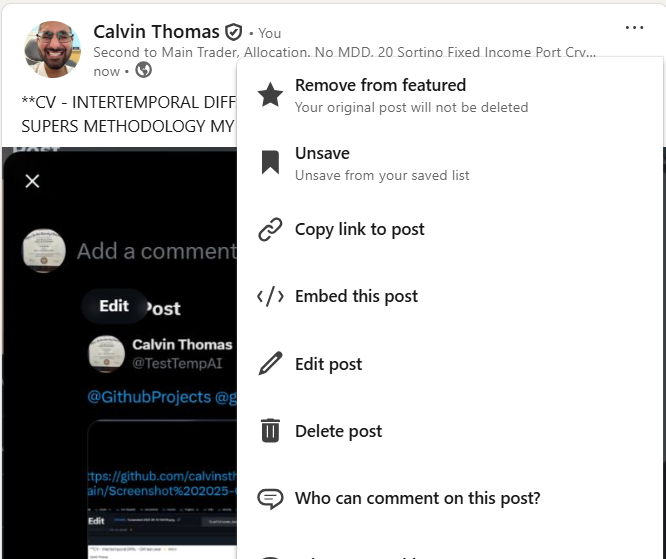 Calvin Thomas • You
Second to Main Trader, Allocation. No MDD. 20 Sortino Fixed Income Port Cry...
now •
**CV - INTERTEMPORAL DIFF
SUPERS METHODOLOGY MY
Remove from featured
Your original post will not be deleted
Unsave
Unsave from your saved list
Copy link to post
Embed this post
Edit post
Delete post
Who can comment on this post?
Post
Add a comment
Edit Post
Calvin Thomas
@TestTempAI
@GithubProjects @g
ttps://github.com/calvinsth
ain/Screenshot%202025-
Edit